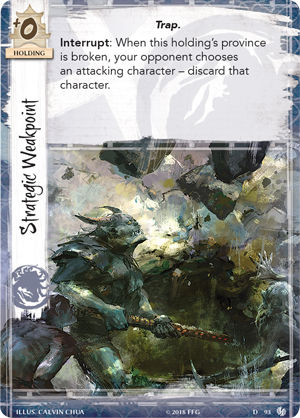 +0
HOLDING
Trap.
Interrupt: When this holding's province
is broken, your opponent chooses
an attacking character – discard that
character.
Strategic Weakpoint
ILLUS. CALVIN CHUA
© 2018 FFG
D 93